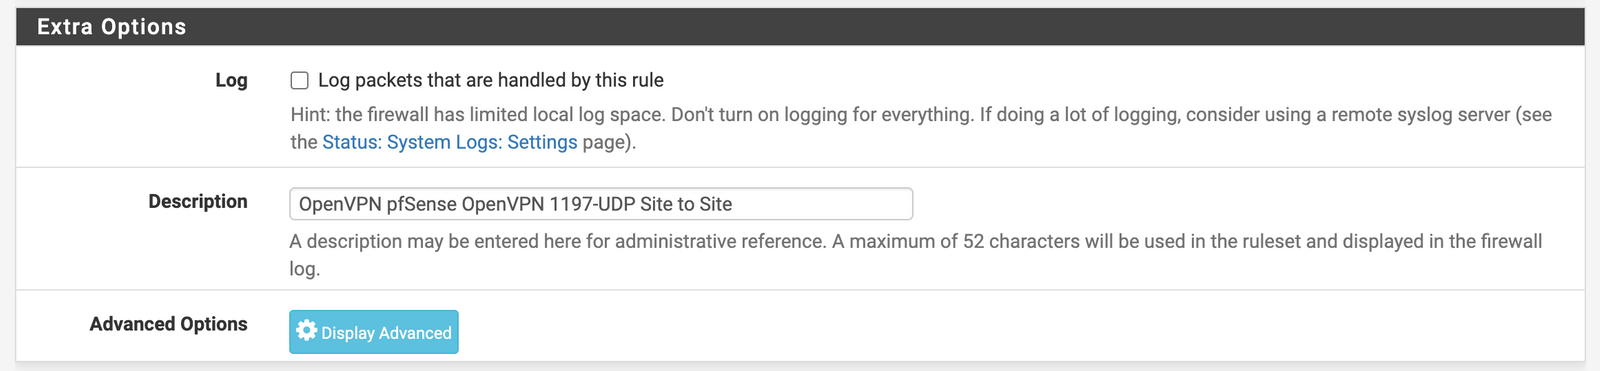 Extra Options
Log
Log packets that are handled by this rule
Hint: the firewall has limited local log space. Don't turn on logging for everything. If doing a lot of logging, consider using a remote syslog server (see
the Status: System Logs: Settings page).
Description
OpenVPN pfSense OpenVPN 1197-UDP Site to Site
A description may be entered here for administrative reference. A maximum of 52 characters will be used in the ruleset and displayed in the firewall
log.
Advanced Options
Display Advanced